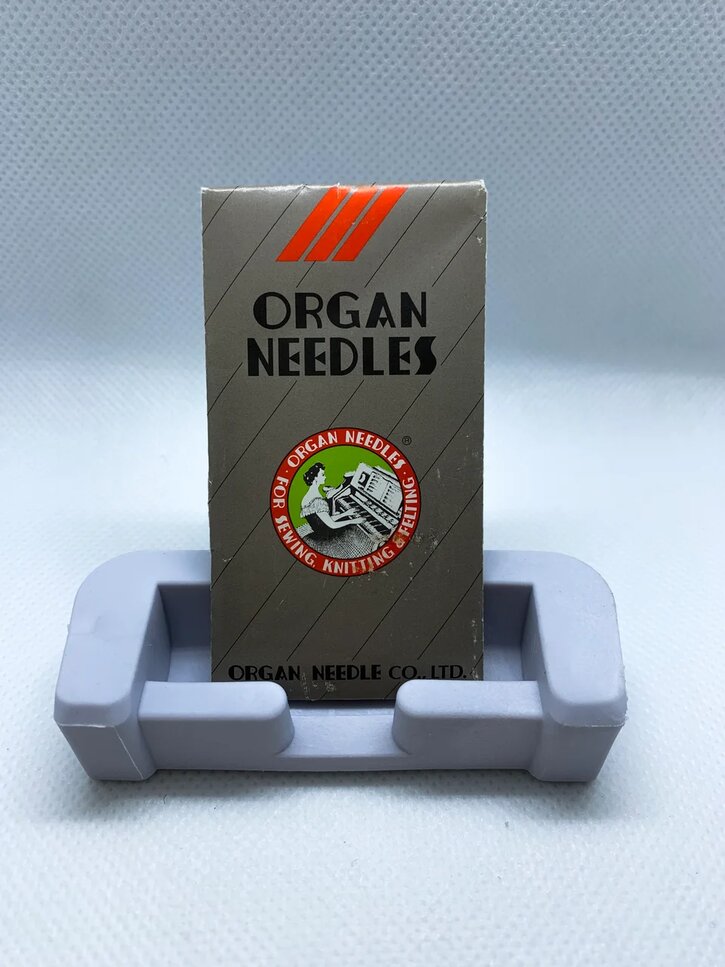 ORGAN
NEEDLES
®
· ORGAN NEEDLES ·
FOR SEWING, KNITTING & FELTING
ORGAN NEEDLE CO., LTD.